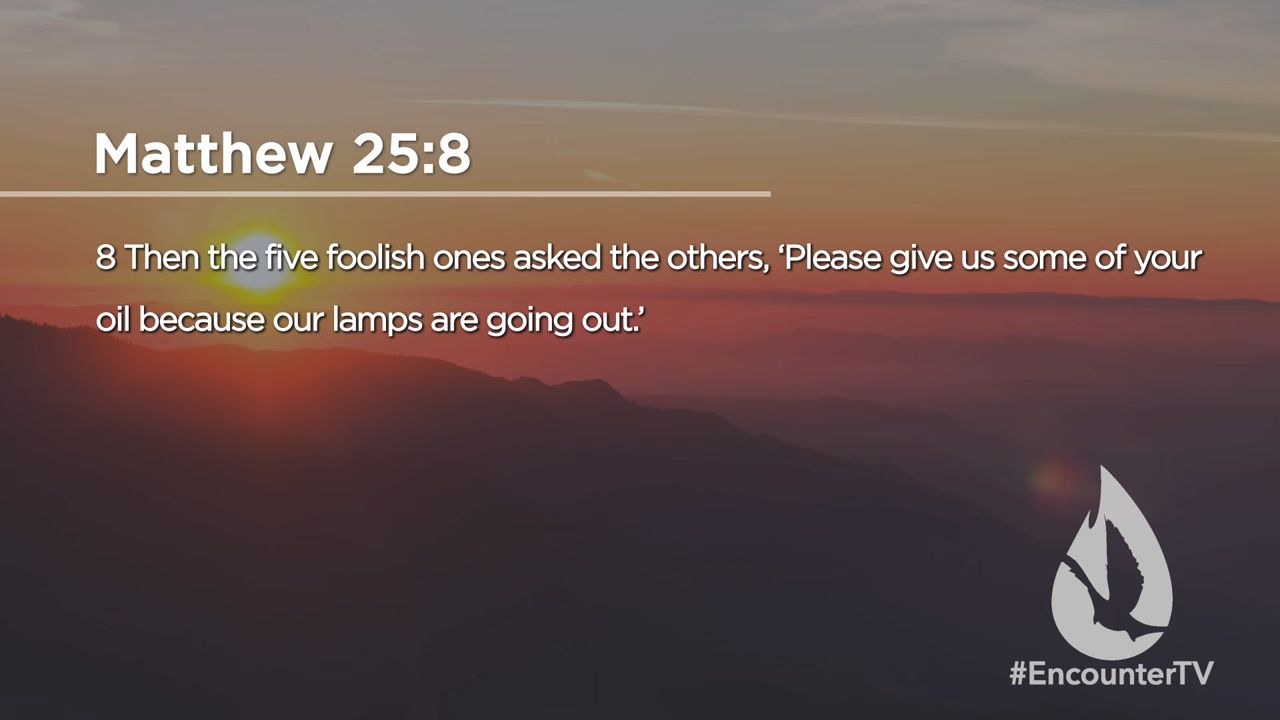 Matthew 25:8
8 Then the five foolish ones asked the others, ‘Please give us some of your
oil because our lamps are going out.’
#EncounterTV